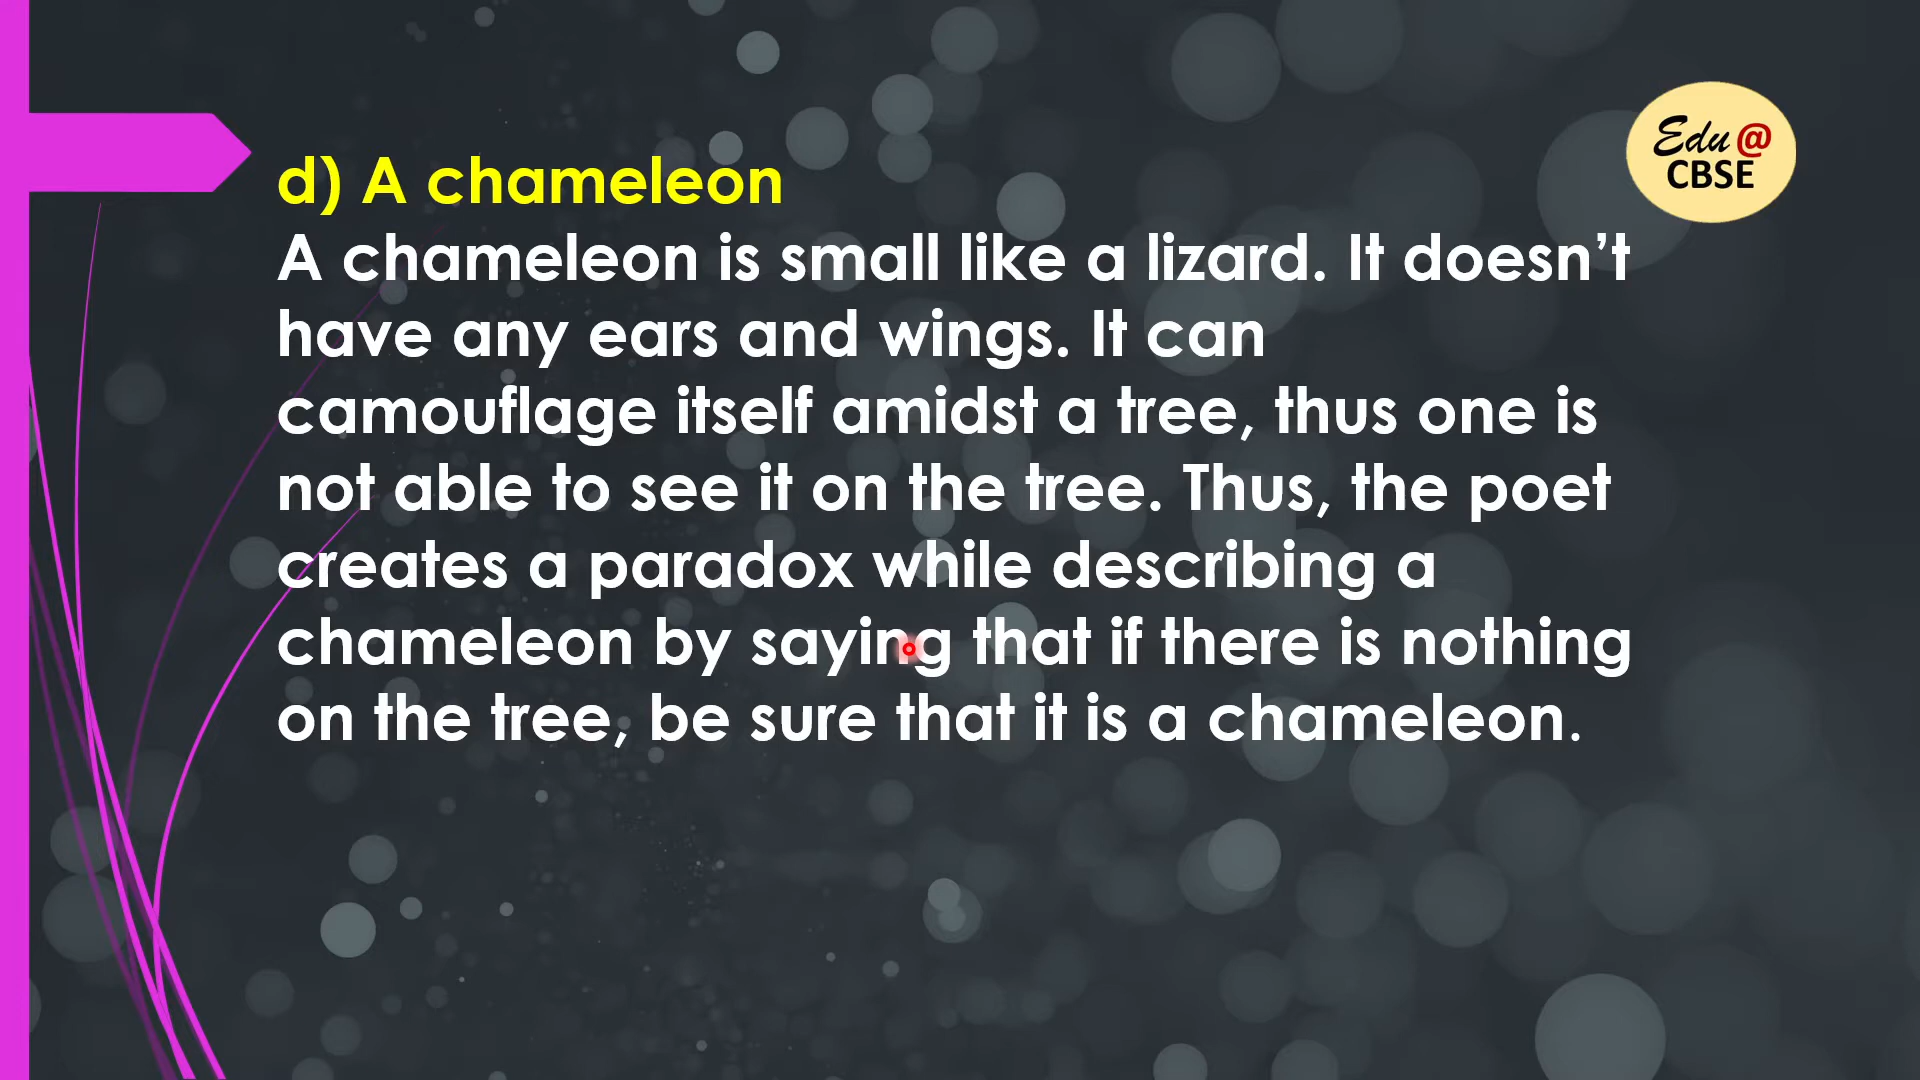 Edu @
CBSE
d) A chameleon
A chameleon is small like a lizard. It doesn’t
have any ears and wings. It can
camouflage itself amidst a tree, thus one is
not able to see it on the tree. Thus, the poet
creates a paradox while describing a
chameleon by saying that if there is nothing
on the tree, be sure that it is a chameleon.